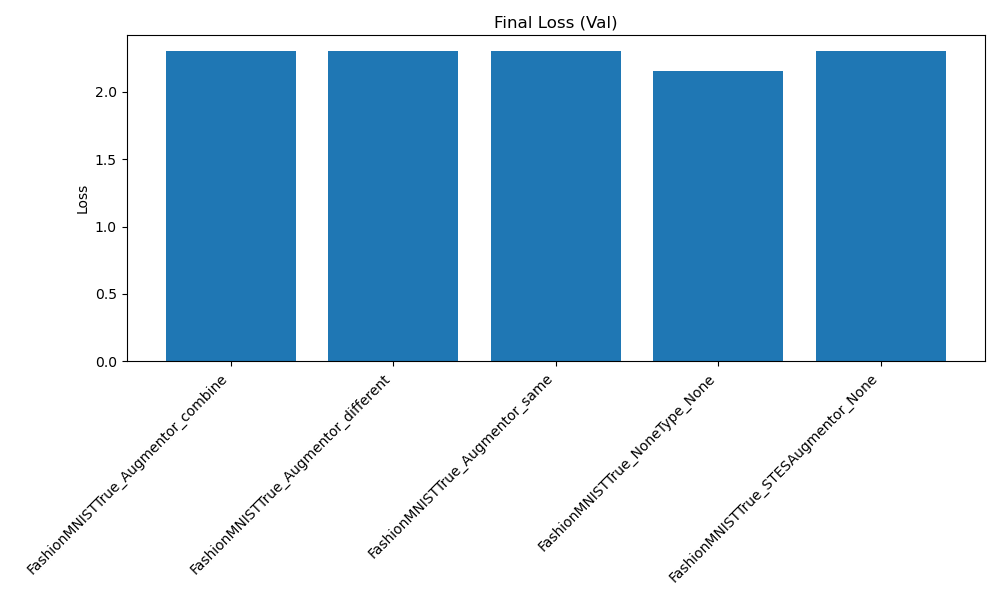 Final Loss (Val)
Loss
2.0
1.5
1.0
0.5
0.0
FashionMNISTTrue_Augmentor_combine
FashionMNISTTrue_Augmentor_different
FashionMNISTTrue_Augmentor_same
FashionMNISTTrue_NoneType_None
FashionMNISTTrue_STESAugmentor_None